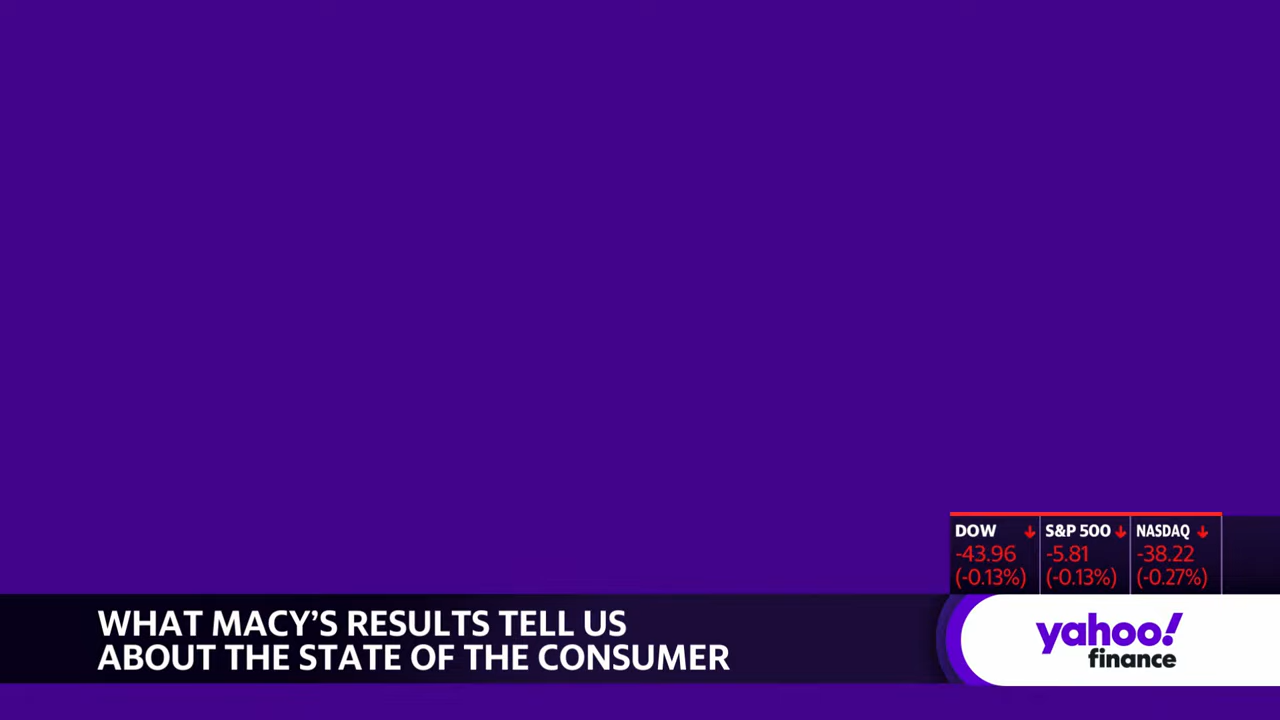 DOW
-43.96
(-0.13%)
S&P 500
-5.81
(-0.13%)
NASDAQ
-38.22
(-0.27%)
WHAT MACY’S RESULTS TELL US
ABOUT THE STATE OF THE CONSUMER
yahoo!
finance